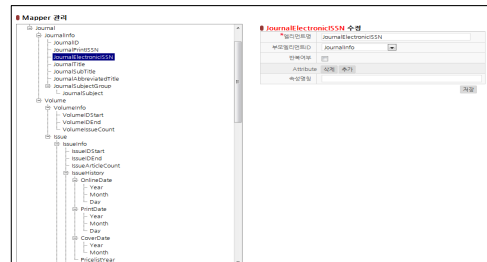 Mapper 관리
Journal
JournalInfo
JournalID
JournalPrintISSN
JournalElectronicISSN
JournalTitle
JournalSubTitle
JournalAbbreviatedTitle
JournalSubjectGroup
JournalSubject
Volume
VolumeInfo
VolumeIDStart
VolumeIDEnd
VolumeIssueCount
Issue
IssueInfo
IssueIDStart
IssueIDEnd
IssueArticleCount
IssueHistory
OnlineDate
Year
Month
Day
PrintDate
Year
Month
Day
CoverDate
Year
Month
PricelistYear
JournalElectronicISSN 수정
*엘리먼트명 JournalElectronicISSN
부모엘리먼트ID JournalInfo
반복여부
Attribute 삭제 추가
속성명칭
저장